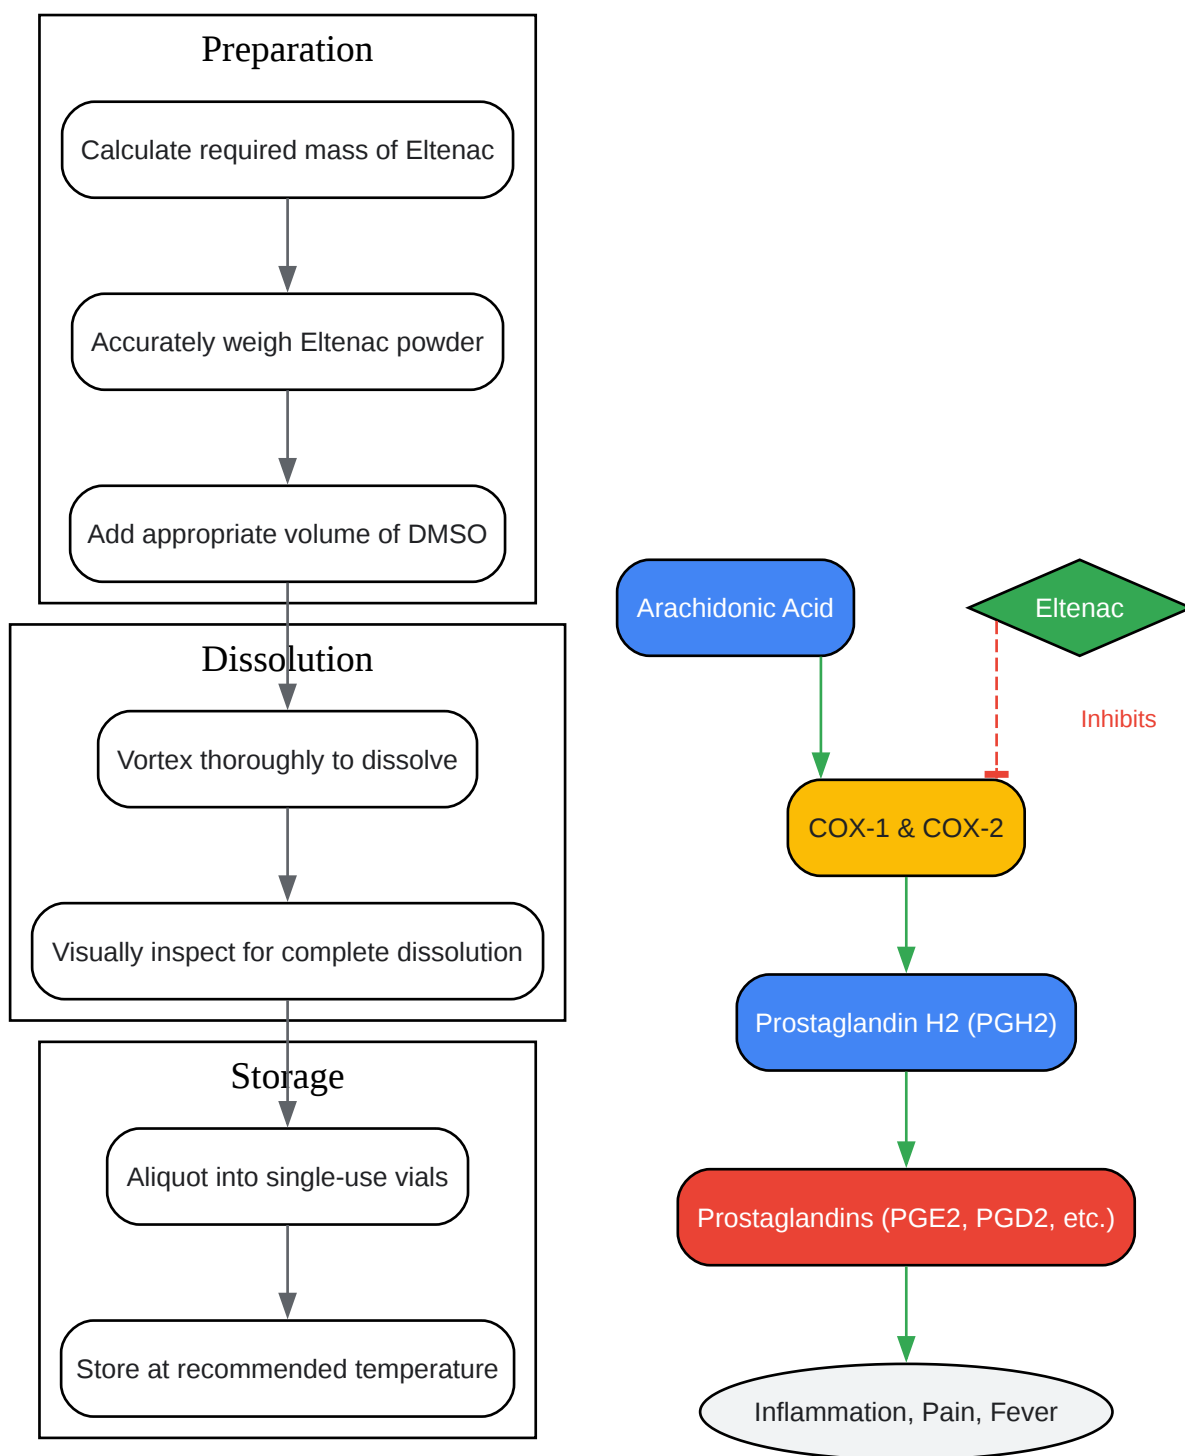 Preparation
Calculate required mass of Eltenac
Accurately weigh Eltenac powder
Add appropriate volume of DMSO
Dissolution
Vortex thoroughly to dissolve
Visually inspect for complete dissolution
Storage
Aliquot into single-use vials
Store at recommended temperature
Arachidonic Acid
Eltenac
Inhibits
COX-1 & COX-2
Prostaglandin H2 (PGH2)
Prostaglandins (PGE2, PGD2, etc.)
Inflammation, Pain, Fever